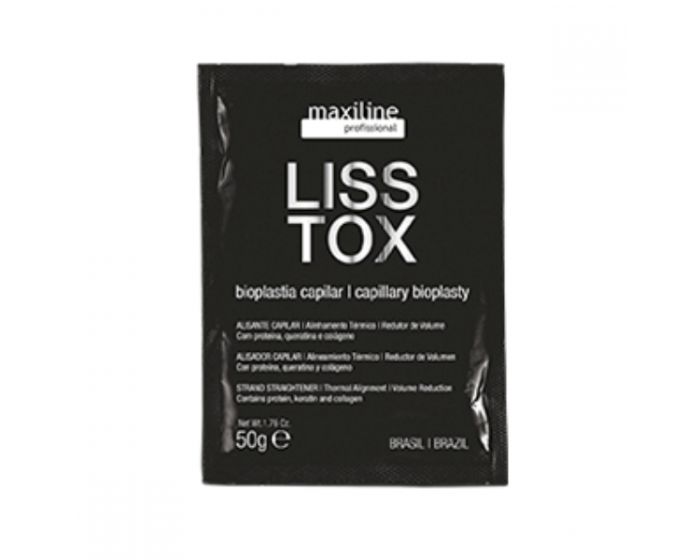 maxiline
profissional
LISS
TOX
bioplastia capilar | capillary bioplasty
ALISANTE CAPILAR | Alinhamento Térmico | Redutor de Volume
Com proteína, queratina e colágeno
ALISADOR CAPILAR | Alineamiento Térmico | Reductor de Volumen
Con proteína, queratina y colágeno
STRAND STRAIGHTENER | Thermal Alignment | Volume Reduction
Contains protein, keratin and collagen
Net Wt. 1.76 Oz.
50g e
BRASIL | BRAZIL